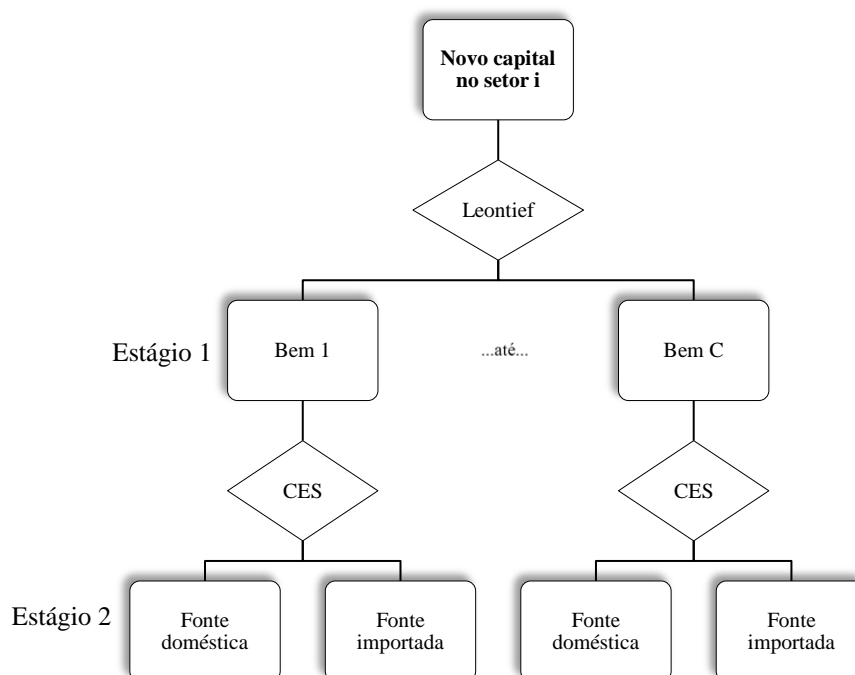 Novo capital
no setor i
Leontief
Estágio 1
Bem 1
...até...
Bem C
CES
CES
Estágio 2
Fonte
doméstica
Fonte
importada
Fonte
doméstica
Fonte
importada